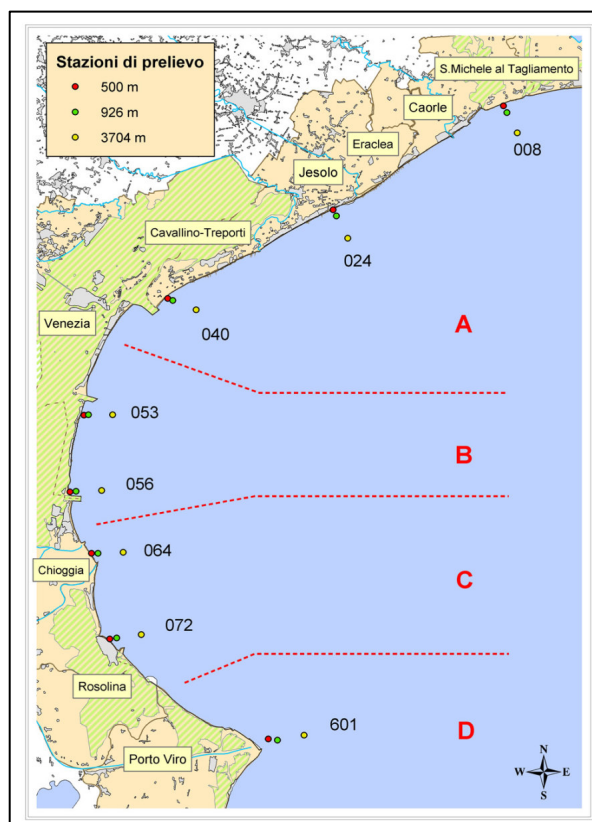 Stazioni di prelievo
500 m
926 m
3704 m
S.Michele al Tagliamento
Caorle
008
Eraclea
Jesolo
Cavallino-Treporti
024
Venezia
040
A
053
B
056
064
C
Chioggia
072
Rosolina
601
D
Porto Viro
N
W E
S